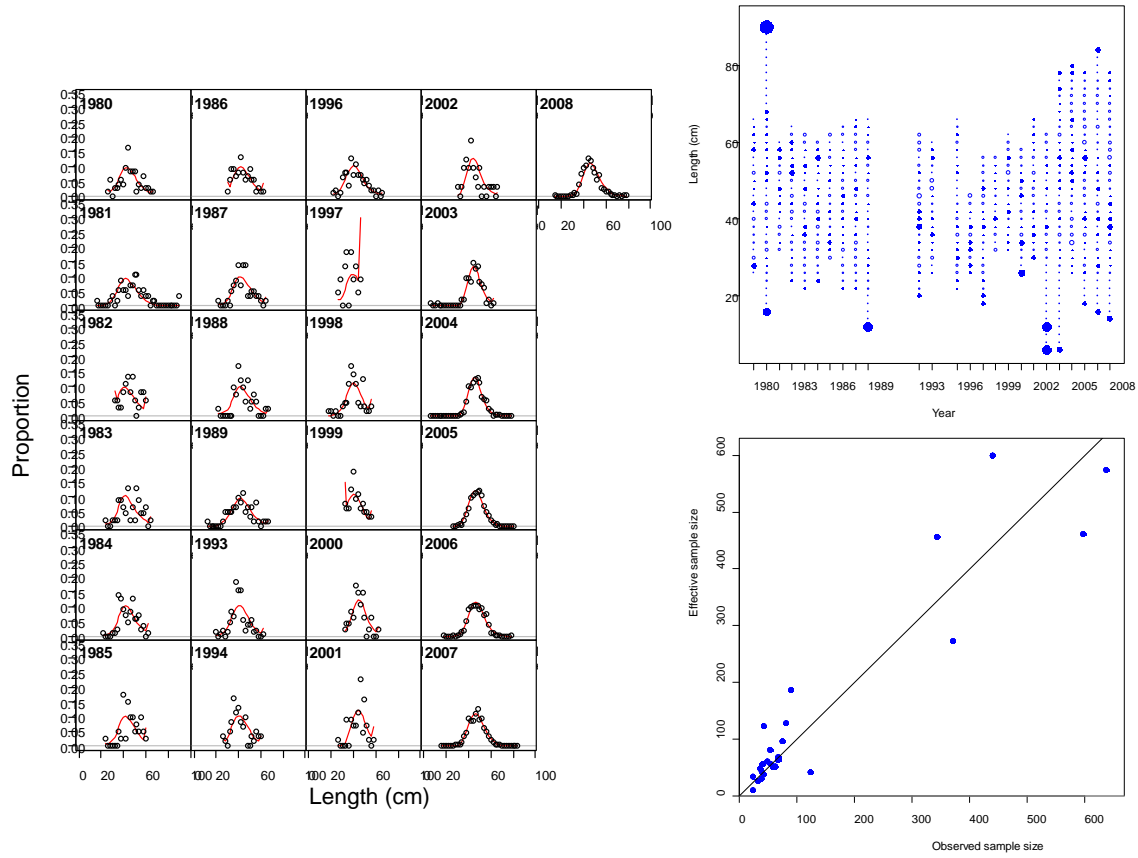 1980 1986 1996 2002 2008
1981 1987 1997 2003
1982 1988 1998 2004
1983 1989 1999 2005
1984 1993 2000 2006
1985 1994 2001 2007
0.35
0.30
0.25
0.20
0.15
0.10
0.05
0.00
Proportion
0 20 60 100
Length (cm)
80
60
40
20
Length (cm)
1980 1983 1986 1989 1993 1996 1999 2002 2005 2008
Year
600
500
400
300
200
100
0
Effective sample size
0 100 200 300 400 500 600
Observed sample size